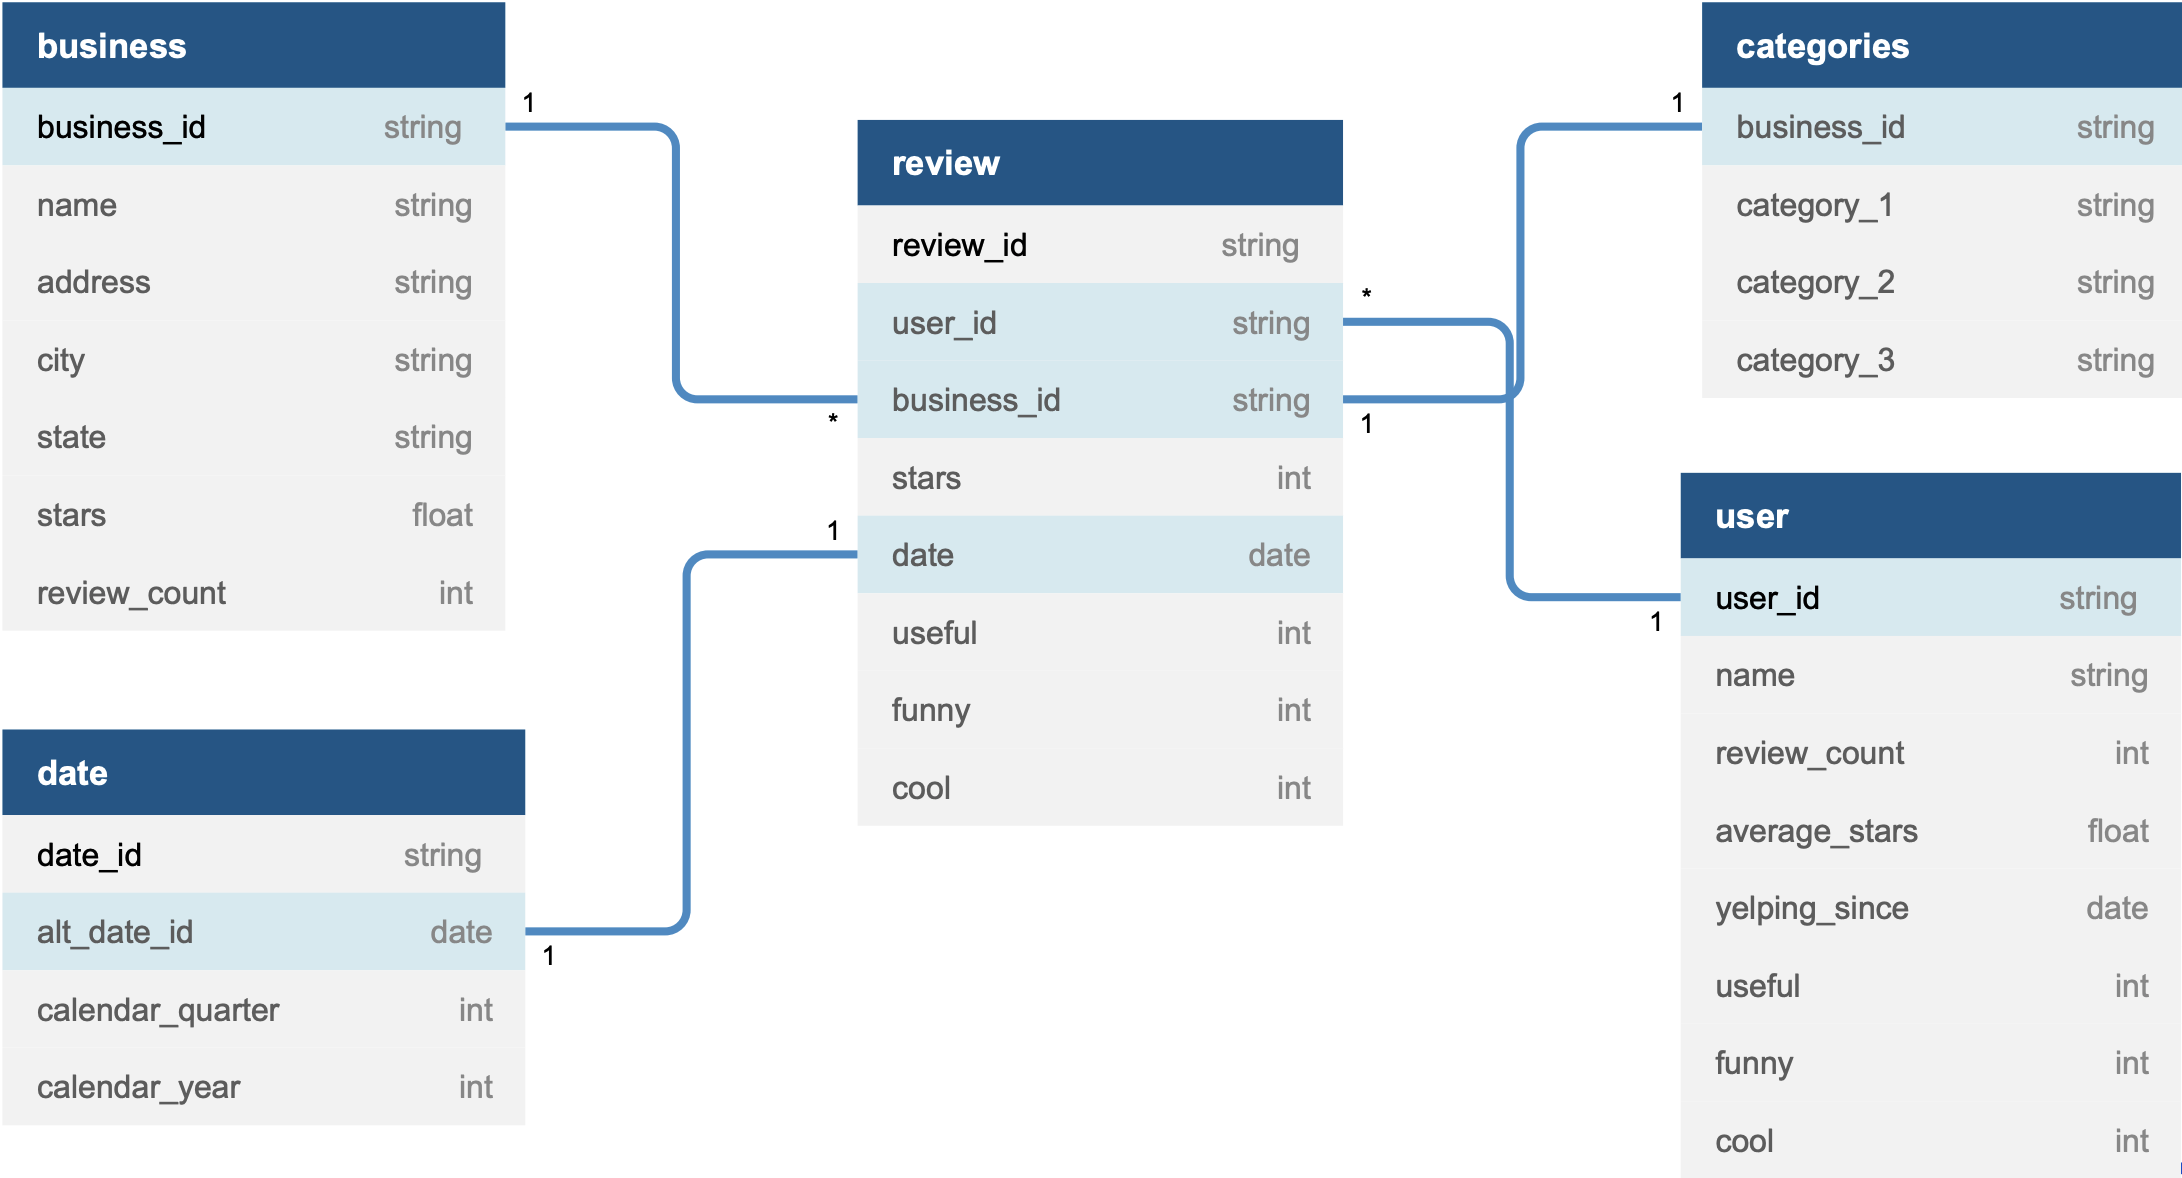 business
business_id string
name string
address string
city string
state string
stars float
review_count int
1
*
date
date_id string
alt_date_id date
calendar_quarter int
calendar_year int
1
1
review
review_id string
user_id string
business_id string
stars int
date date
useful int
funny int
cool int
*
1
1
1
categories
business_id string
category_1 string
category_2 string
category_3 string
user
user_id string
name string
review_count int
average_stars float
yelping_since date
useful int
funny int
cool int